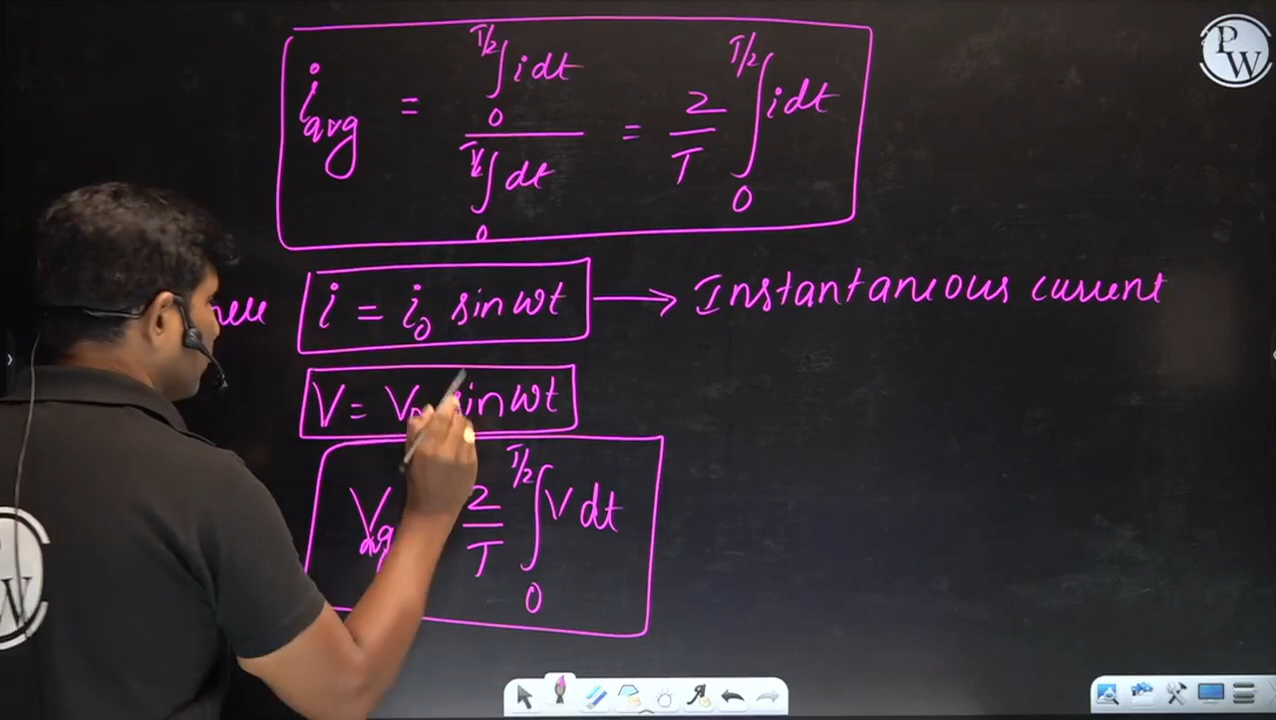 PW
i_avg = ∫₀^{T/2} i dt / ∫₀^{T/2} dt = 2/T ∫₀^{T/2} i dt
i = i₀ sin ωt → Instantaneous current
V = V₀ sin ωt
V_avg 2/T ∫₀^{T/2} V dt